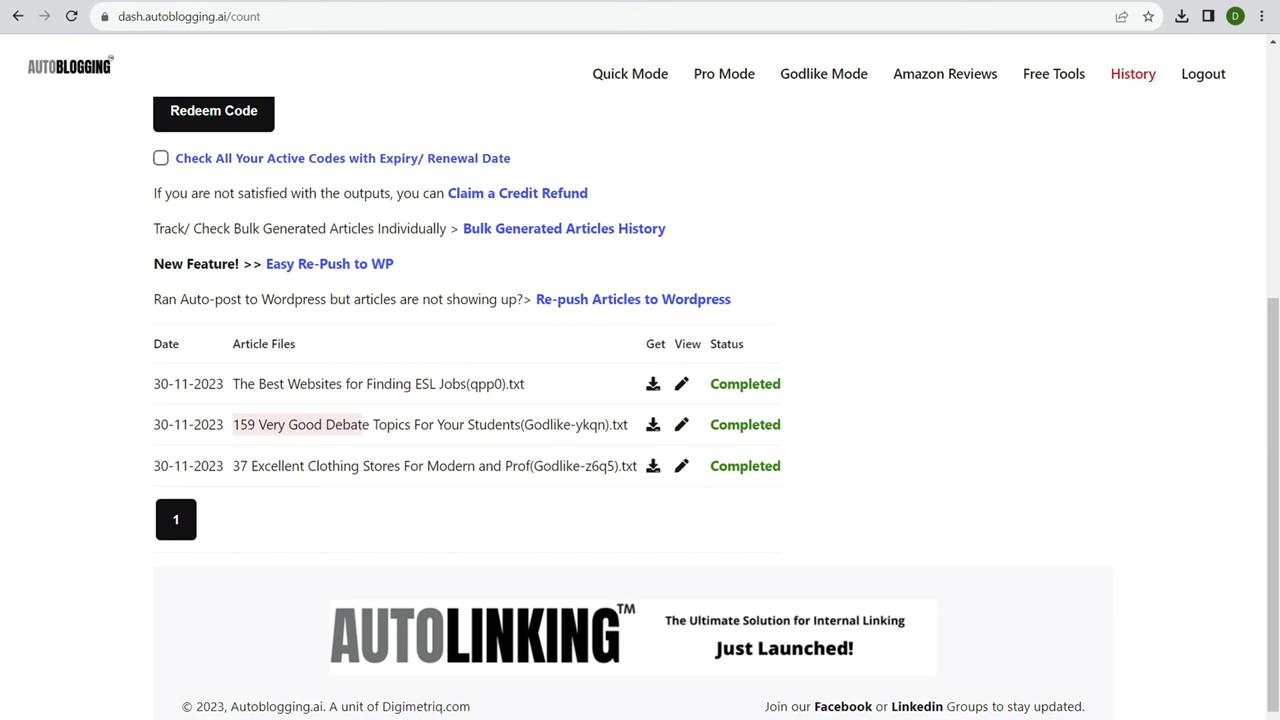 dash.autoblogging.ai/count
D
AUTOBLOGGING
Quick Mode Pro Mode Godlike Mode Amazon Reviews Free Tools History Logout
Redeem Code
Check All Your Active Codes with Expiry/ Renewal Date
If you are not satisfied with the outputs, you can Claim a Credit Refund
Track/ Check Bulk Generated Articles Individually > Bulk Generated Articles History
New Feature! >> Easy Re-Push to WP
Ran Auto-post to Wordpress but articles are not showing up?> Re-push Articles to Wordpress
Date Article Files Get View Status
30-11-2023 The Best Websites for Finding ESL Jobs(qpp0).txt Completed
30-11-2023 159 Very Good Debate Topics For Your Students(Godlike-ykqn).txt Completed
30-11-2023 37 Excellent Clothing Stores For Modern and Prof(Godlike-z6q5).txt Completed
1
AUTOLINKING™
The Ultimate Solution for Internal Linking
Just Launched!
© 2023, Autoblogging.ai. A unit of Digimetriq.com
Join our Facebook or Linkedin Groups to stay updated.